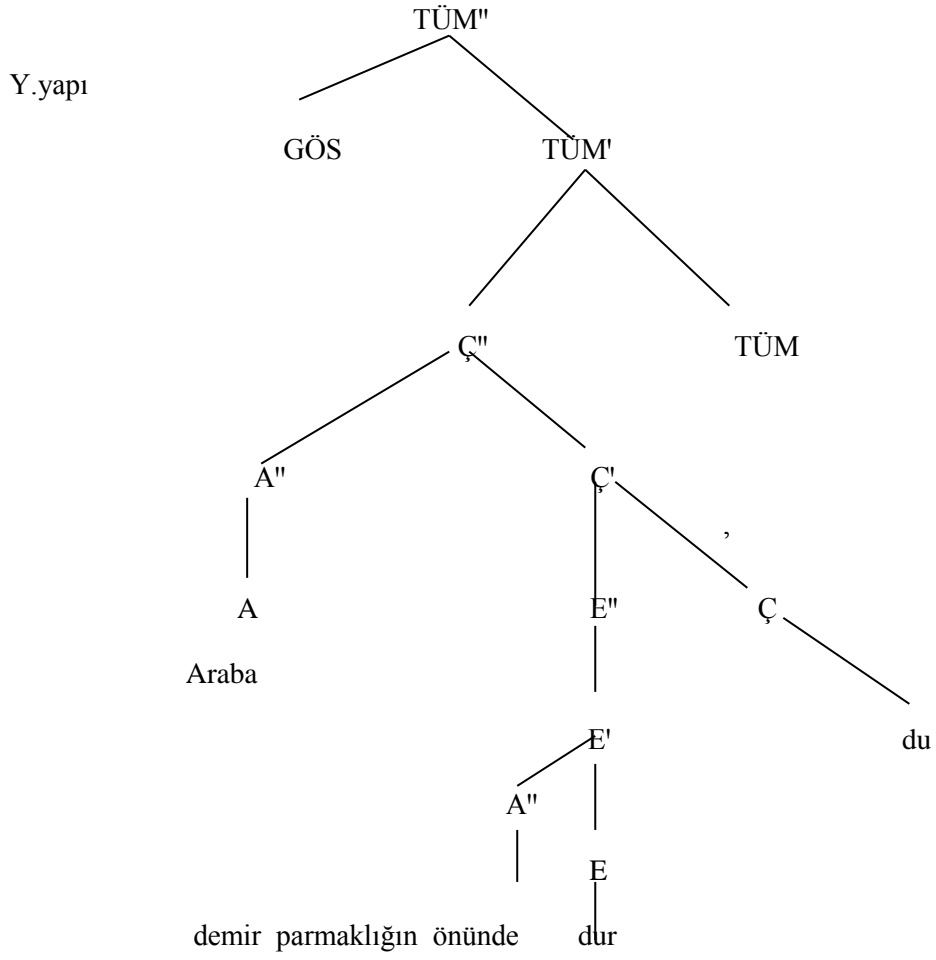 TÜM"
Y.yapı
GÖS TÜM'
Ç" TÜM
A" Ç'
,
A E" Ç
Araba
E' du
A"
E
demir parmaklığın önünde dur